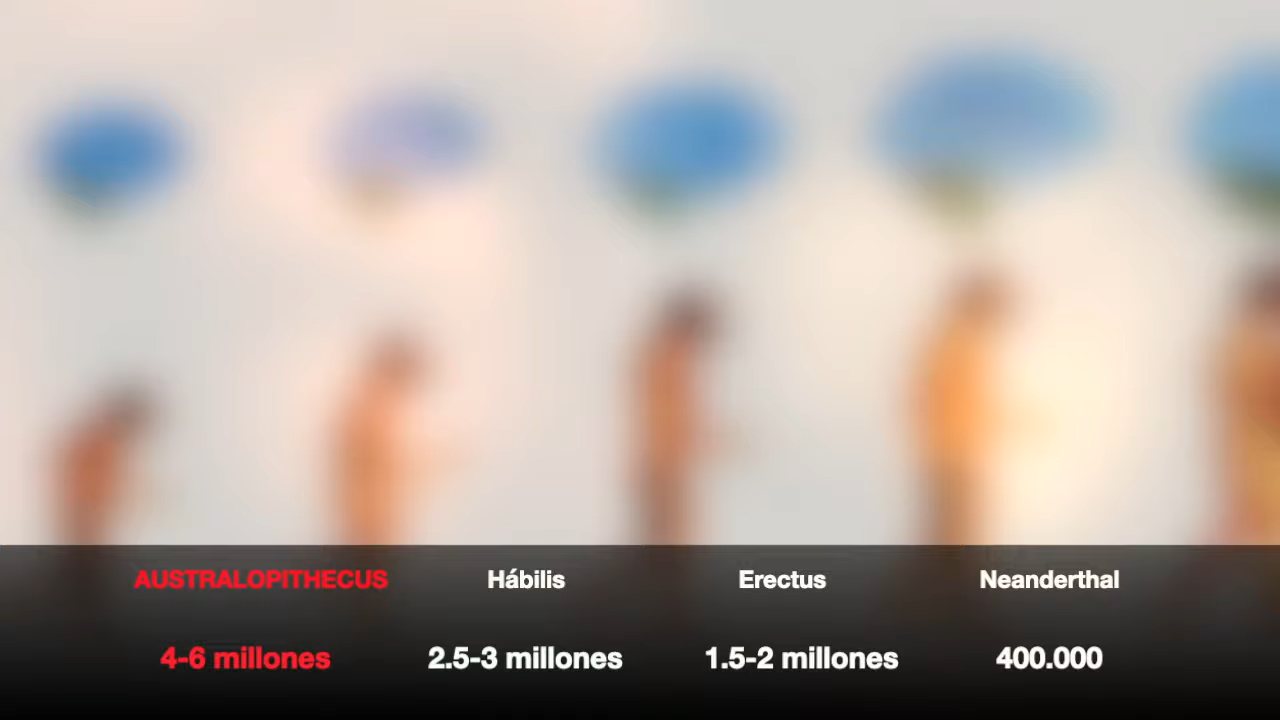 AUSTRALOPITHECUS Hábilis Erectus Neanderthal
4-6 millones 2.5-3 millones 1.5-2 millones 400.000